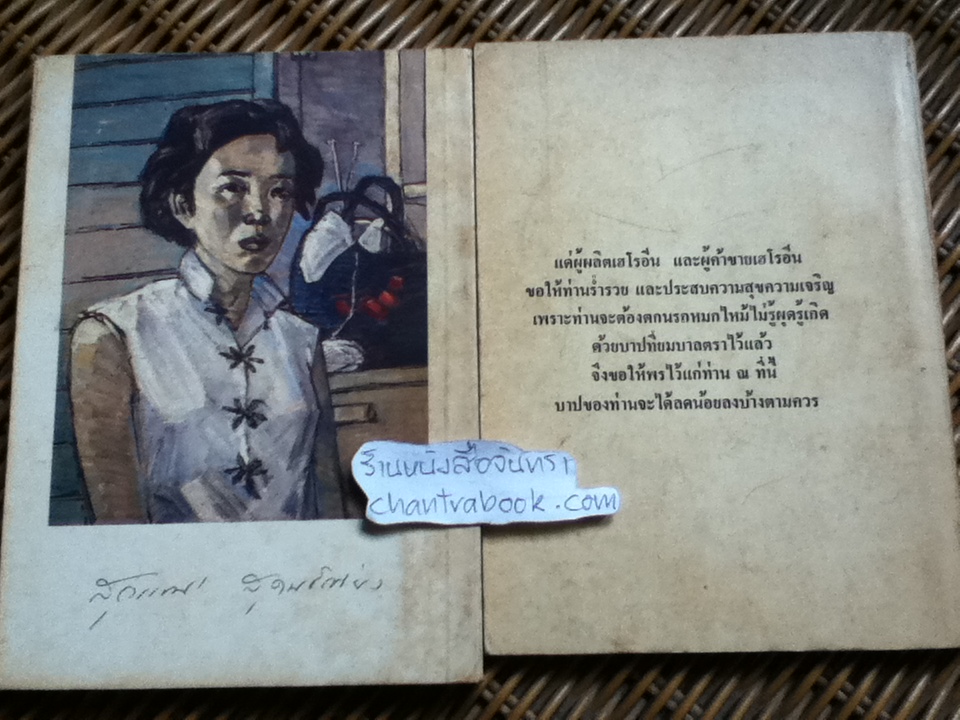 แด่ผู้ผลิตเฮโรอีน และผู้ค้าขายเฮโรอีน
ขอให้ท่านร่ำรวย และประสบความสุขความเจริญ
เพราะท่านจะต้องตกนรกหมกไหม้ไม่รู้ผุดรู้เกิด
ด้วยบาปที่ยมบาลตราไว้แล้ว
จึงขอให้พรไว้แก่ท่าน ณ ที่นี้
บาปของท่านจะได้ลดน้อยลงบ้างตามควร
ร้านหนังสือจันทรา
chantrabook.com